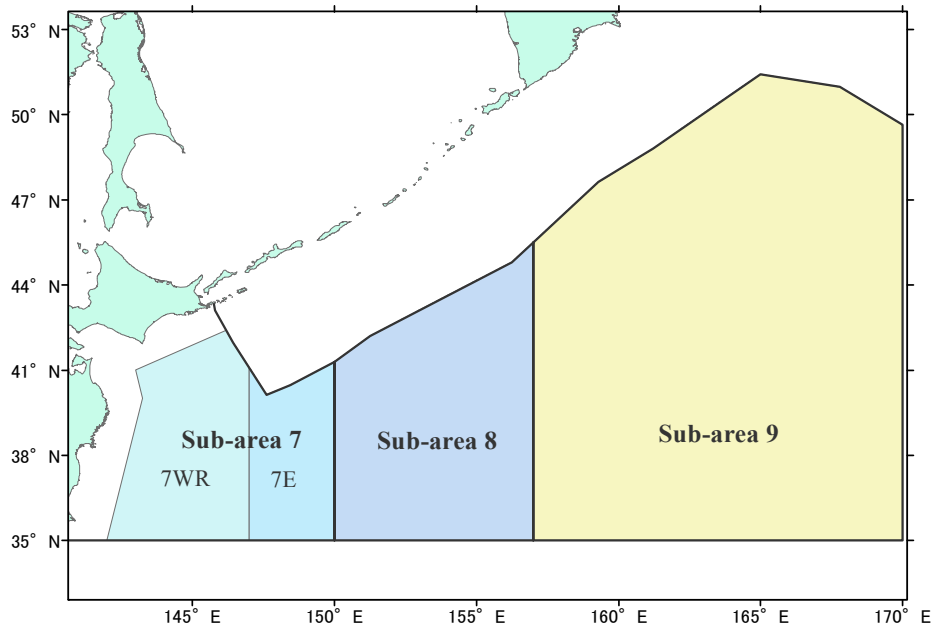 53° N
50° N
47° N
44° N
41° N
38° N
35° N
Sub-area 7
Sub-area 8
Sub-area 9
7WR
7E
145° E
150° E
155° E
160° E
165° E
170° E